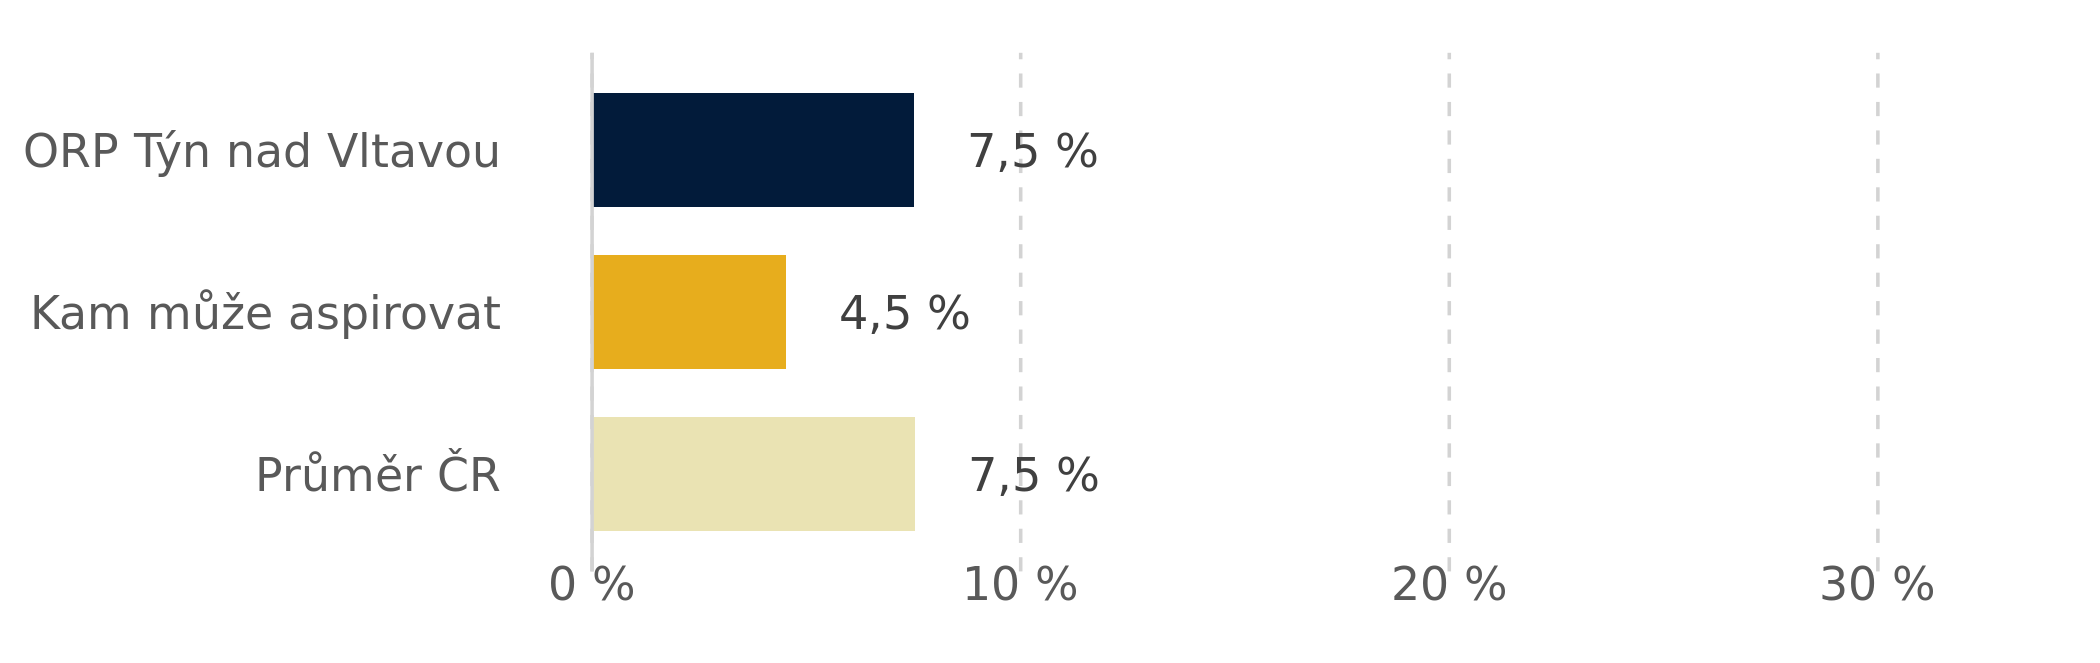 ORP Týn nad Vltavou 7,5 %
Kam může aspirovat 4,5 %
Průměr ČR 7,5 %
0 % 10 % 20 % 30 %